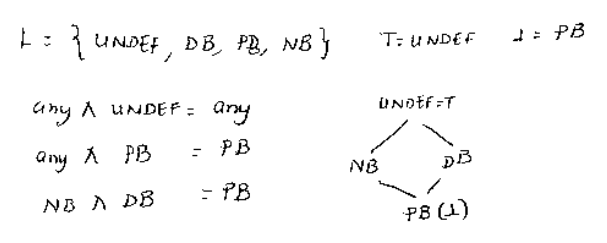 L = { UNDEF, DB, PB, NB } T = UNDEF ⊥ = PB
any ∧ UNDEF = any
any ∧ PB = PB
NB ∧ DB = PB
UNDEF = T
NB DB
PB (⊥)